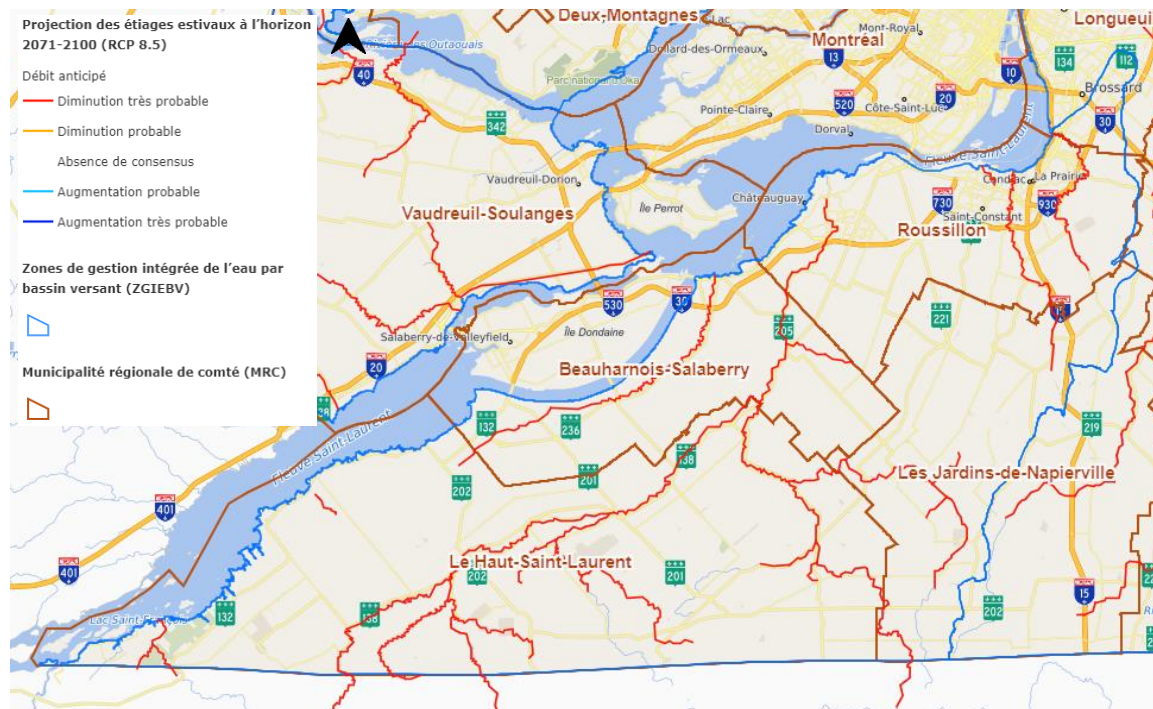 Projection des étiages estivaux à l’horizon
2071-2100 (RCP 8.5)
Débit anticipé
Diminution très probable
Diminution probable
Absence de consensus
Augmentation probable
Augmentation très probable
Zones de gestion intégrée de l’eau par
bassin versant (ZGIEBV)
Municipalité régionale de comté (MRC)
Deux-Montagnes
Lac
Longueuil
Mont-Royal
Montréal
Dollard-des-Ormeaux
Outaouais
13
134
112
10
40
Parc national d'Oka
Brossard
Côte-Saint-Luc
20
520
Pointe-Claire
30
342
Dorval
Fleuve Saint-Laurent
Vaudreuil-Dorion
Candiac
La Prairie
Châteauguay
Île Perrot
730
930
Saint-Constant
Vaudreuil-Soulanges
Roussillon
530
30
15
221
205
Île Dondaine
Salaberry-de-Valleyfield
20
Beauharnois-Salaberry
138
132
236
219
Fleuve Saint-Laurent
138
201
Les Jardins-de-Napierville
202
401
Le Haut-Saint-Laurent
202
201
401
15
202
138
132
Lac Saint-François